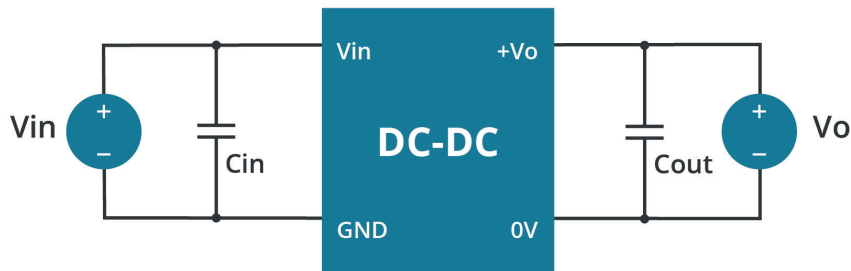 Vin
+
−
Cin
Vin
+Vo
DC-DC
GND
0V
Cout
+
−
Vo